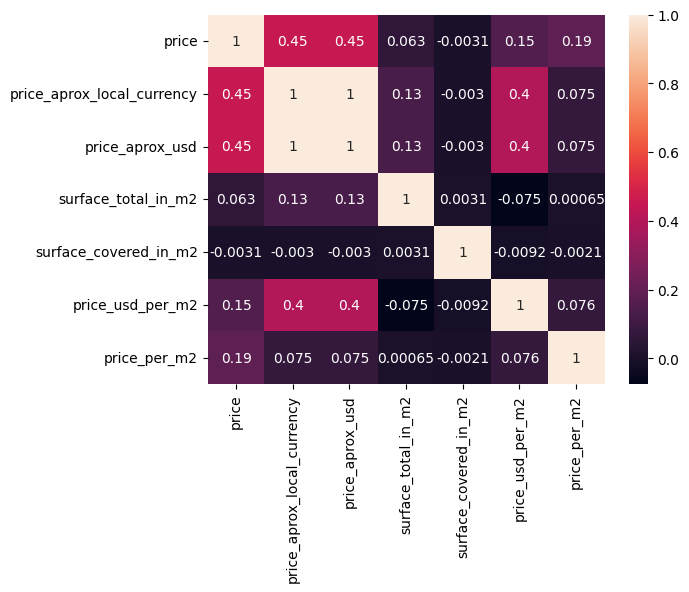 price 1 0.45 0.45 0.063 -0.0031 0.15 0.19
price_aprox_local_currency 0.45 1 1 0.13 -0.003 0.4 0.075
price_aprox_usd 0.45 1 1 0.13 -0.003 0.4 0.075
surface_total_in_m2 0.063 0.13 0.13 1 0.0031 -0.075 0.00065
surface_covered_in_m2 -0.0031 -0.003 -0.003 0.0031 1 -0.0092 -0.0021
price_usd_per_m2 0.15 0.4 0.4 -0.075 -0.0092 1 0.076
price_per_m2 0.19 0.075 0.075 0.00065 -0.0021 0.076 1
price
price_aprox_local_currency
price_aprox_usd
surface_total_in_m2
surface_covered_in_m2
price_usd_per_m2
price_per_m2
1.0
0.8
0.6
0.4
0.2
0.0